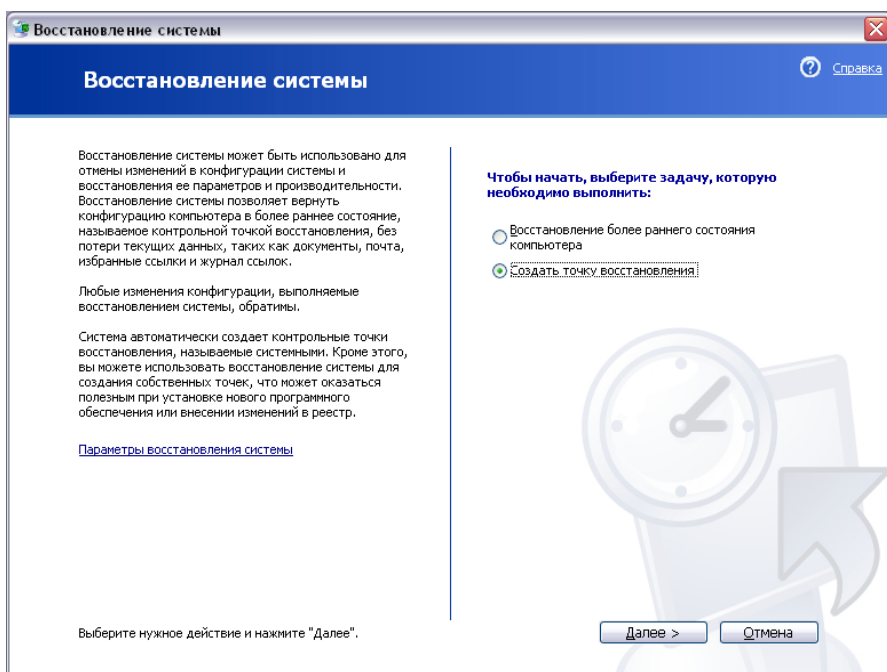 Восстановление системы
Восстановление системы
Справка
Восстановление системы может быть использовано для
отмены изменений в конфигурации системы и
восстановления ее параметров и производительности.
Восстановление системы позволяет вернуть
конфигурацию компьютера в более раннее состояние,
называемое контрольной точкой восстановления, без
потери текущих данных, таких как документы, почта,
избранные ссылки и журнал ссылок.
Любые изменения конфигурации, выполняемые
восстановлением системы, обратимы.
Система автоматически создает контрольные точки
восстановления, называемые системными. Кроме этого,
вы можете использовать восстановление системы для
создания собственных точек, что может оказаться
полезным при установке нового программного
обеспечения или внесении изменений в реестр.
Параметры восстановления системы
Чтобы начать, выберите задачу, которую
необходимо выполнить:
Восстановление более раннего состояния
компьютера
Создать точку восстановления
Выберите нужное действие и нажмите "Далее".
Далее >
Отмена